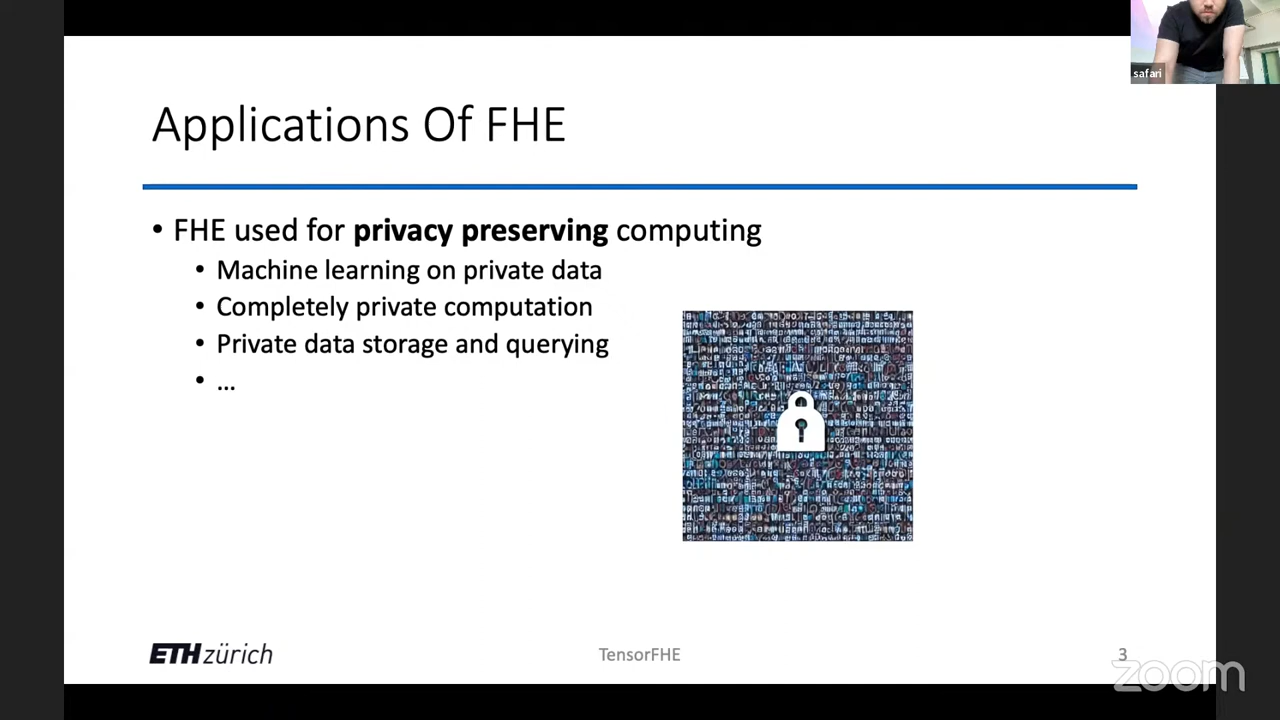 safari
Applications Of FHE
• FHE used for privacy preserving computing
• Machine learning on private data
• Completely private computation
• Private data storage and querying
• ...
ETH zürich
TensorFHE
3
zoom